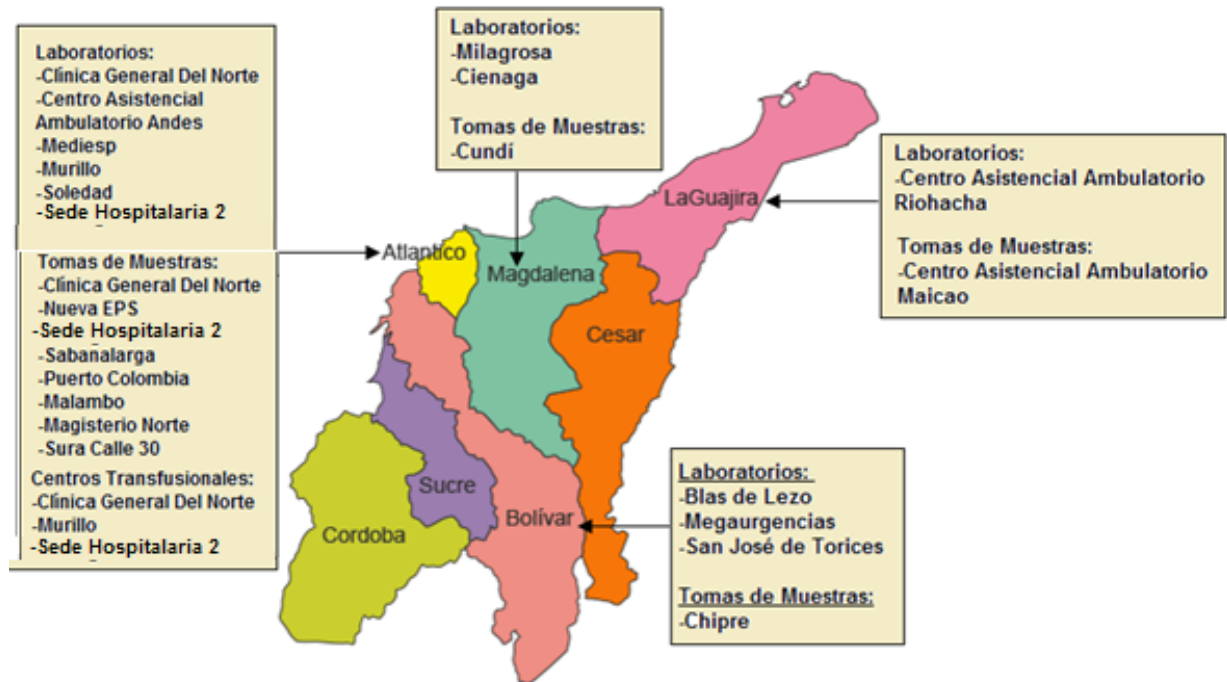 Laboratorios:
-Clínica General Del Norte
-Centro Asistencial
Ambulatorio Andes
-Mediesp
-Murillo
-Soledad
-Sede Hospitalaria 2
Tomas de Muestras:
-Clínica General Del Norte
-Nueva EPS
-Sede Hospitalaria 2
-Sabanalarga
-Puerto Colombia
-Malambo
-Magisterio Norte
-Sura Calle 30
Centros Transfusionales:
-Clínica General Del Norte
-Murillo
-Sede Hospitalaria 2
Laboratorios:
-Milagrosa
-Cienaga
Tomas de Muestras:
-Cundí
Laboratorios:
-Centro Asistencial Ambulatorio
Riohacha
Tomas de Muestras:
-Centro Asistencial Ambulatorio
Maicao
LaGuajira
Atlantico
Magdalena
Cesar
Sucre
Bolívar
Cordoba
Laboratorios:
-Blas de Lezo
-Megaurgencias
-San José de Torices
Tomas de Muestras:
-Chipre